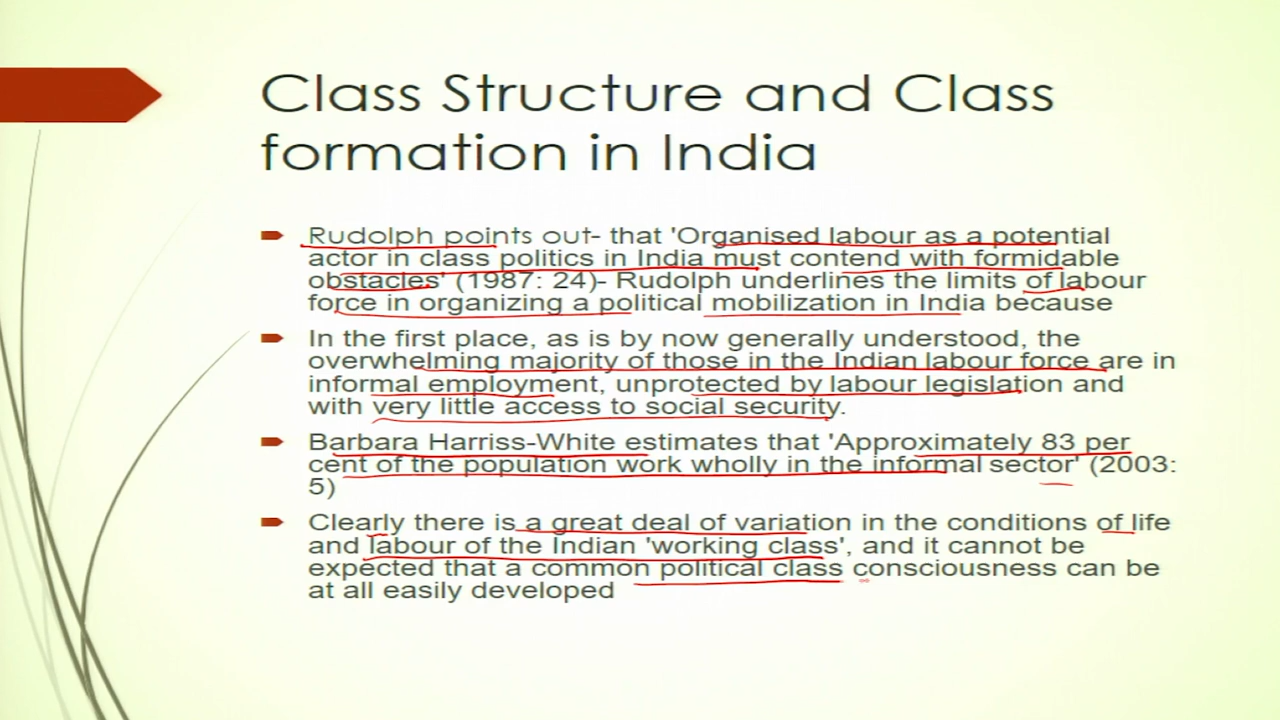 Class Structure and Class
formation in India
Rudolph points out- that 'Organised labour as a potential
actor in class politics in India must contend with formidable
obstacles' (1987: 24)- Rudolph underlines the limits of labour
force in organizing a political mobilization in India because
In the first place, as is by now generally understood, the
overwhelming majority of those in the Indian labour force are in
informal employment, unprotected by labour legislation and
with very little access to social security.
Barbara Harriss-White estimates that 'Approximately 83 per
cent of the population work wholly in the informal sector' (2003:
5)
Clearly there is a great deal of variation in the conditions of life
and labour of the Indian 'working class', and it cannot be
expected that a common political class consciousness can be
at all easily developed